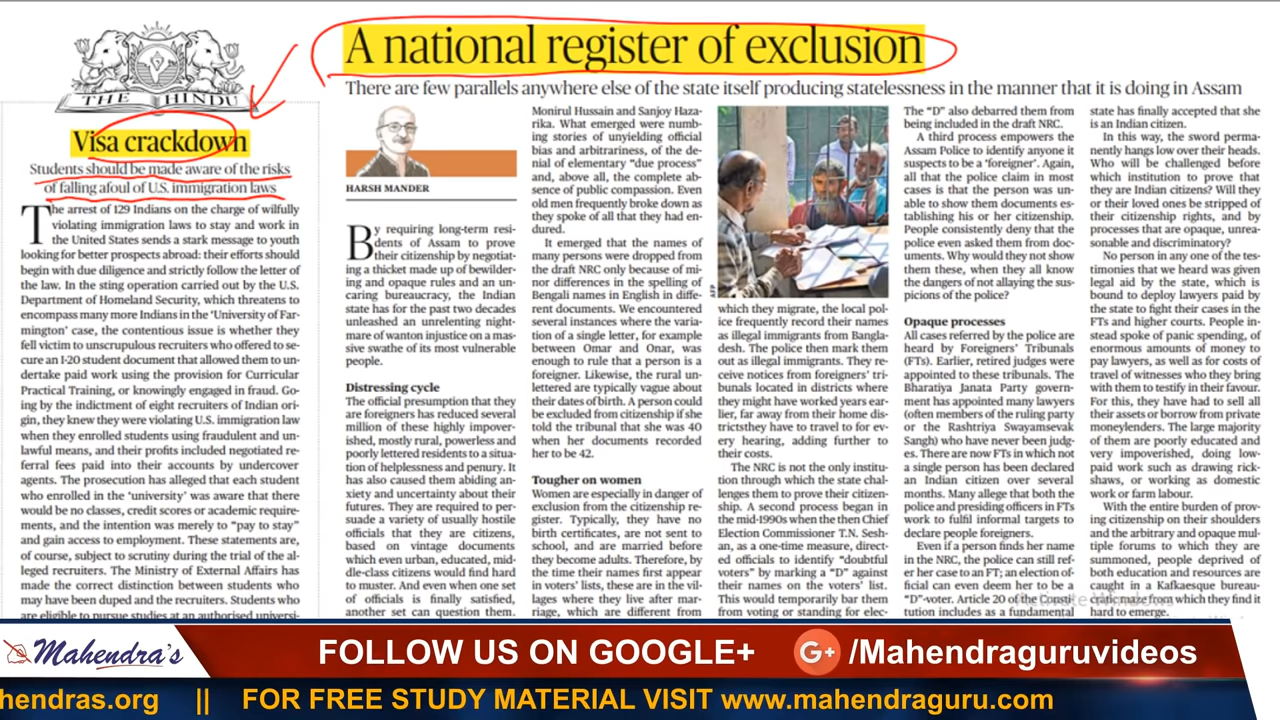 THE HINDU
Visa crackdown
Students should be made aware of the risks
of falling afoul of U.S. immigration laws
The arrest of 129 Indians on the charge of wilfully
violating immigration laws to stay and work in
the United States sends a stark message to youth
looking for better prospects abroad: their efforts should
begin with due diligence and strictly follow the letter of
the law. In the sting operation carried out by the U.S.
Department of Homeland Security, which threatens to
encompass many more Indians in the 'University of Far-
mington' case, the contentious issue is whether they
fell victim to unscrupulous recruiters who offered to se-
cure an I-20 student document that allowed them to un-
dertake paid work using the provision for Curricular
Practical Training, or knowingly engaged in fraud. Go-
ing by the indictment of eight recruiters of Indian ori-
gin, they knew they were violating U.S. immigration law
when they enrolled students using fraudulent and un-
lawful means, and their profits included negotiated re-
ferral fees paid into their accounts by undercover
agents. The prosecution has alleged that each student
who enrolled in the 'university' was aware that there
would be no classes, credit scores or academic require-
ments, and the intention was merely to "pay to stay"
and gain access to employment. These statements are,
of course, subject to scrutiny during the trial of the al-
leged recruiters. The Ministry of External Affairs has
made the correct distinction between students who
may have been duped and the recruiters. Students who
are eligible to pursue studies at an authorised universi-
A national register of exclusion
There are few parallels anywhere else of the state itself producing statelessness in the manner that it is doing in Assam
HARSH MANDER
By requiring long-term resi-
dents of Assam to prove
their citizenship by negotiat-
ing a thicket made up of bewilder-
ing and opaque rules and an un-
caring bureaucracy, the Indian
state has for the past two decades
unleashed an unrelenting night-
mare of wanton injustice on a mas-
sive swathe of its most vulnerable
people.
Distressing cycle
The official presumption that they
are foreigners has reduced several
million of these highly impover-
ished, mostly rural, powerless and
poorly lettered residents to a situa-
tion of helplessness and penury. It
has also caused them abiding an-
xiety and uncertainty about their
futures. They are required to per-
suade a variety of usually hostile
officials that they are citizens,
based on vintage documents
which even urban, educated, mid-
dle-class citizens would find hard
to muster. And even when one set
of officials is finally satisfied,
another set can question them.
Monirul Hussain and Sanjoy Haza-
rika. What emerged were numb-
ing stories of unyielding official
bias and arbitrariness, of the de-
nial of elementary "due process"
and, above all, the complete ab-
sence of public compassion. Even
old men frequently broke down as
they spoke of all that they had en-
dured.
It emerged that the names of
many persons were dropped from
the draft NRC only because of mi-
nor differences in the spelling of
Bengali names in English in diffe-
rent documents. We encountered
several instances where the varia-
tion of a single letter, for example
between Omar and Onar, was
enough to rule that a person is a
foreigner. Likewise, the rural un-
lettered are typically vague about
their dates of birth. A person could
be excluded from citizenship if she
told the tribunal that she was 40
when her documents recorded
her to be 42.
Tougher on women
Women are especially in danger of
exclusion from the citizenship re-
gister. Typically, they have no
birth certificates, are not sent to
school, and are married before
they become adults. Therefore, by
the time their names first appear
in voters' lists, these are in the vil-
lages where they live after mar-
riage, which are different from
AFP
which they migrate, the local pol-
ice frequently record their names
as illegal immigrants from Bangla-
desh. The police then mark them
out as illegal immigrants. They re-
ceive notices from foreigners' tri-
bunals located in districts where
they might have worked years ear-
lier, far away from their home dis-
trictsthey have to travel to for ev-
ery hearing, adding further to
their costs.
The NRC is not the only institu-
tion through which the state chal-
lenges them to prove their citizen-
ship. A second process began in
the mid-1990s when the then Chief
Election Commissioner T.N. Sesh-
an, as a one-time measure, direct-
ed officials to identify "doubtful
voters" by marking a "D" against
their names on the voters' list.
This would temporarily bar them
from voting or standing for elec-
The "D" also debarred them from
being included in the draft NRC.
A third process empowers the
Assam Police to identify anyone it
suspects to be a 'foreigner'. Again,
all that the police claim in most
cases is that the person was un-
able to show them documents es-
tablishing his or her citizenship.
People consistently deny that the
police even asked them from doc-
uments. Why would they not show
them these, when they all know
the dangers of not allaying the sus-
picions of the police?
Opaque processes
All cases referred by the police are
heard by Foreigners' Tribunals
(FTs). Earlier, retired judges were
appointed to these tribunals. The
Bharatiya Janata Party govern-
ment has appointed many lawyers
(often members of the ruling party
or the Rashtriya Swayamsevak
Sangh) who have never been judg-
es. There are now FTs in which not
a single person has been declared
an Indian citizen over several
months. Many allege that both the
police and presiding officers in FTs
work to fulfil informal targets to
declare people foreigners.
Even if a person finds her name
in the NRC, the police can still re-
fer her case to an FT; an election of-
ficial can even deem her to be a
"D"-voter. Article 20 of the Consti
tution includes as a fundamental
state has finally accepted that she
is an Indian citizen.
In this way, the sword perma-
nently hangs low over their heads.
Who will be challenged before
which institution to prove that
they are Indian citizens? Will they
or their loved ones be stripped of
their citizenship rights, and by
processes that are opaque, unrea-
sonable and discriminatory?
No person in any one of the tes-
timonies that we heard was given
legal aid by the state, which is
bound to deploy lawyers paid by
the state to fight their cases in the
FTs and higher courts. People in-
stead spoke of panic spending, of
enormous amounts of money to
pay lawyers, as well as for costs of
travel of witnesses who they bring
with them to testify in their favour.
For this, they have had to sell all
their assets or borrow from private
moneylenders. The large majority
of them are poorly educated and
very impoverished, doing low-
paid work such as drawing rick-
shaws, or working as domestic
work or farm labour.
With the entire burden of prov-
ing citizenship on their shoulders
and the arbitrary and opaque mul-
tiple forums to which they are
summoned, people deprived of
both education and resources are
caught in a Kafkaesque bureau-
cratic maze from which they find it
hard to emerge.
Mahendra's
FOLLOW US ON GOOGLE+ G+ /Mahendraguruvideos
hendras.org || FOR FREE STUDY MATERIAL VISIT www.mahendraguru.com